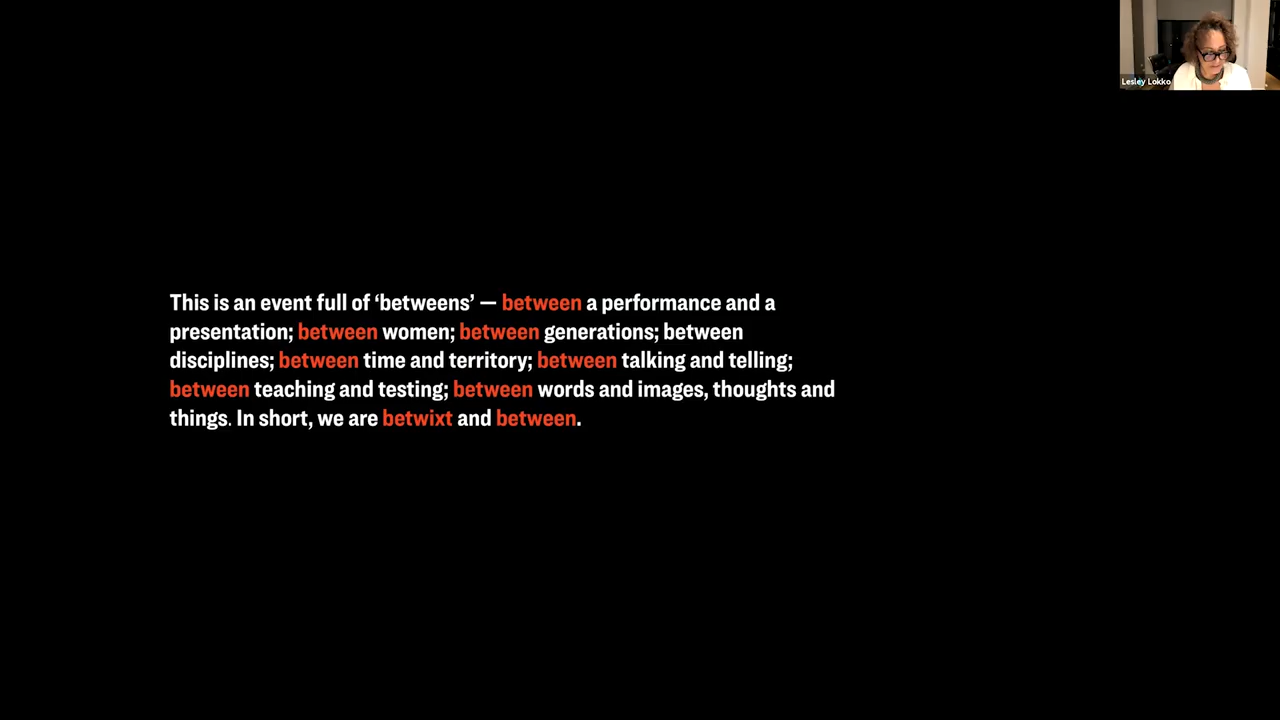 Lesley Lokko
This is an event full of ‘betweens’ — between a performance and a
presentation; between women; between generations; between
disciplines; between time and territory; between talking and telling;
between teaching and testing; between words and images, thoughts and
things. In short, we are betwixt and between.